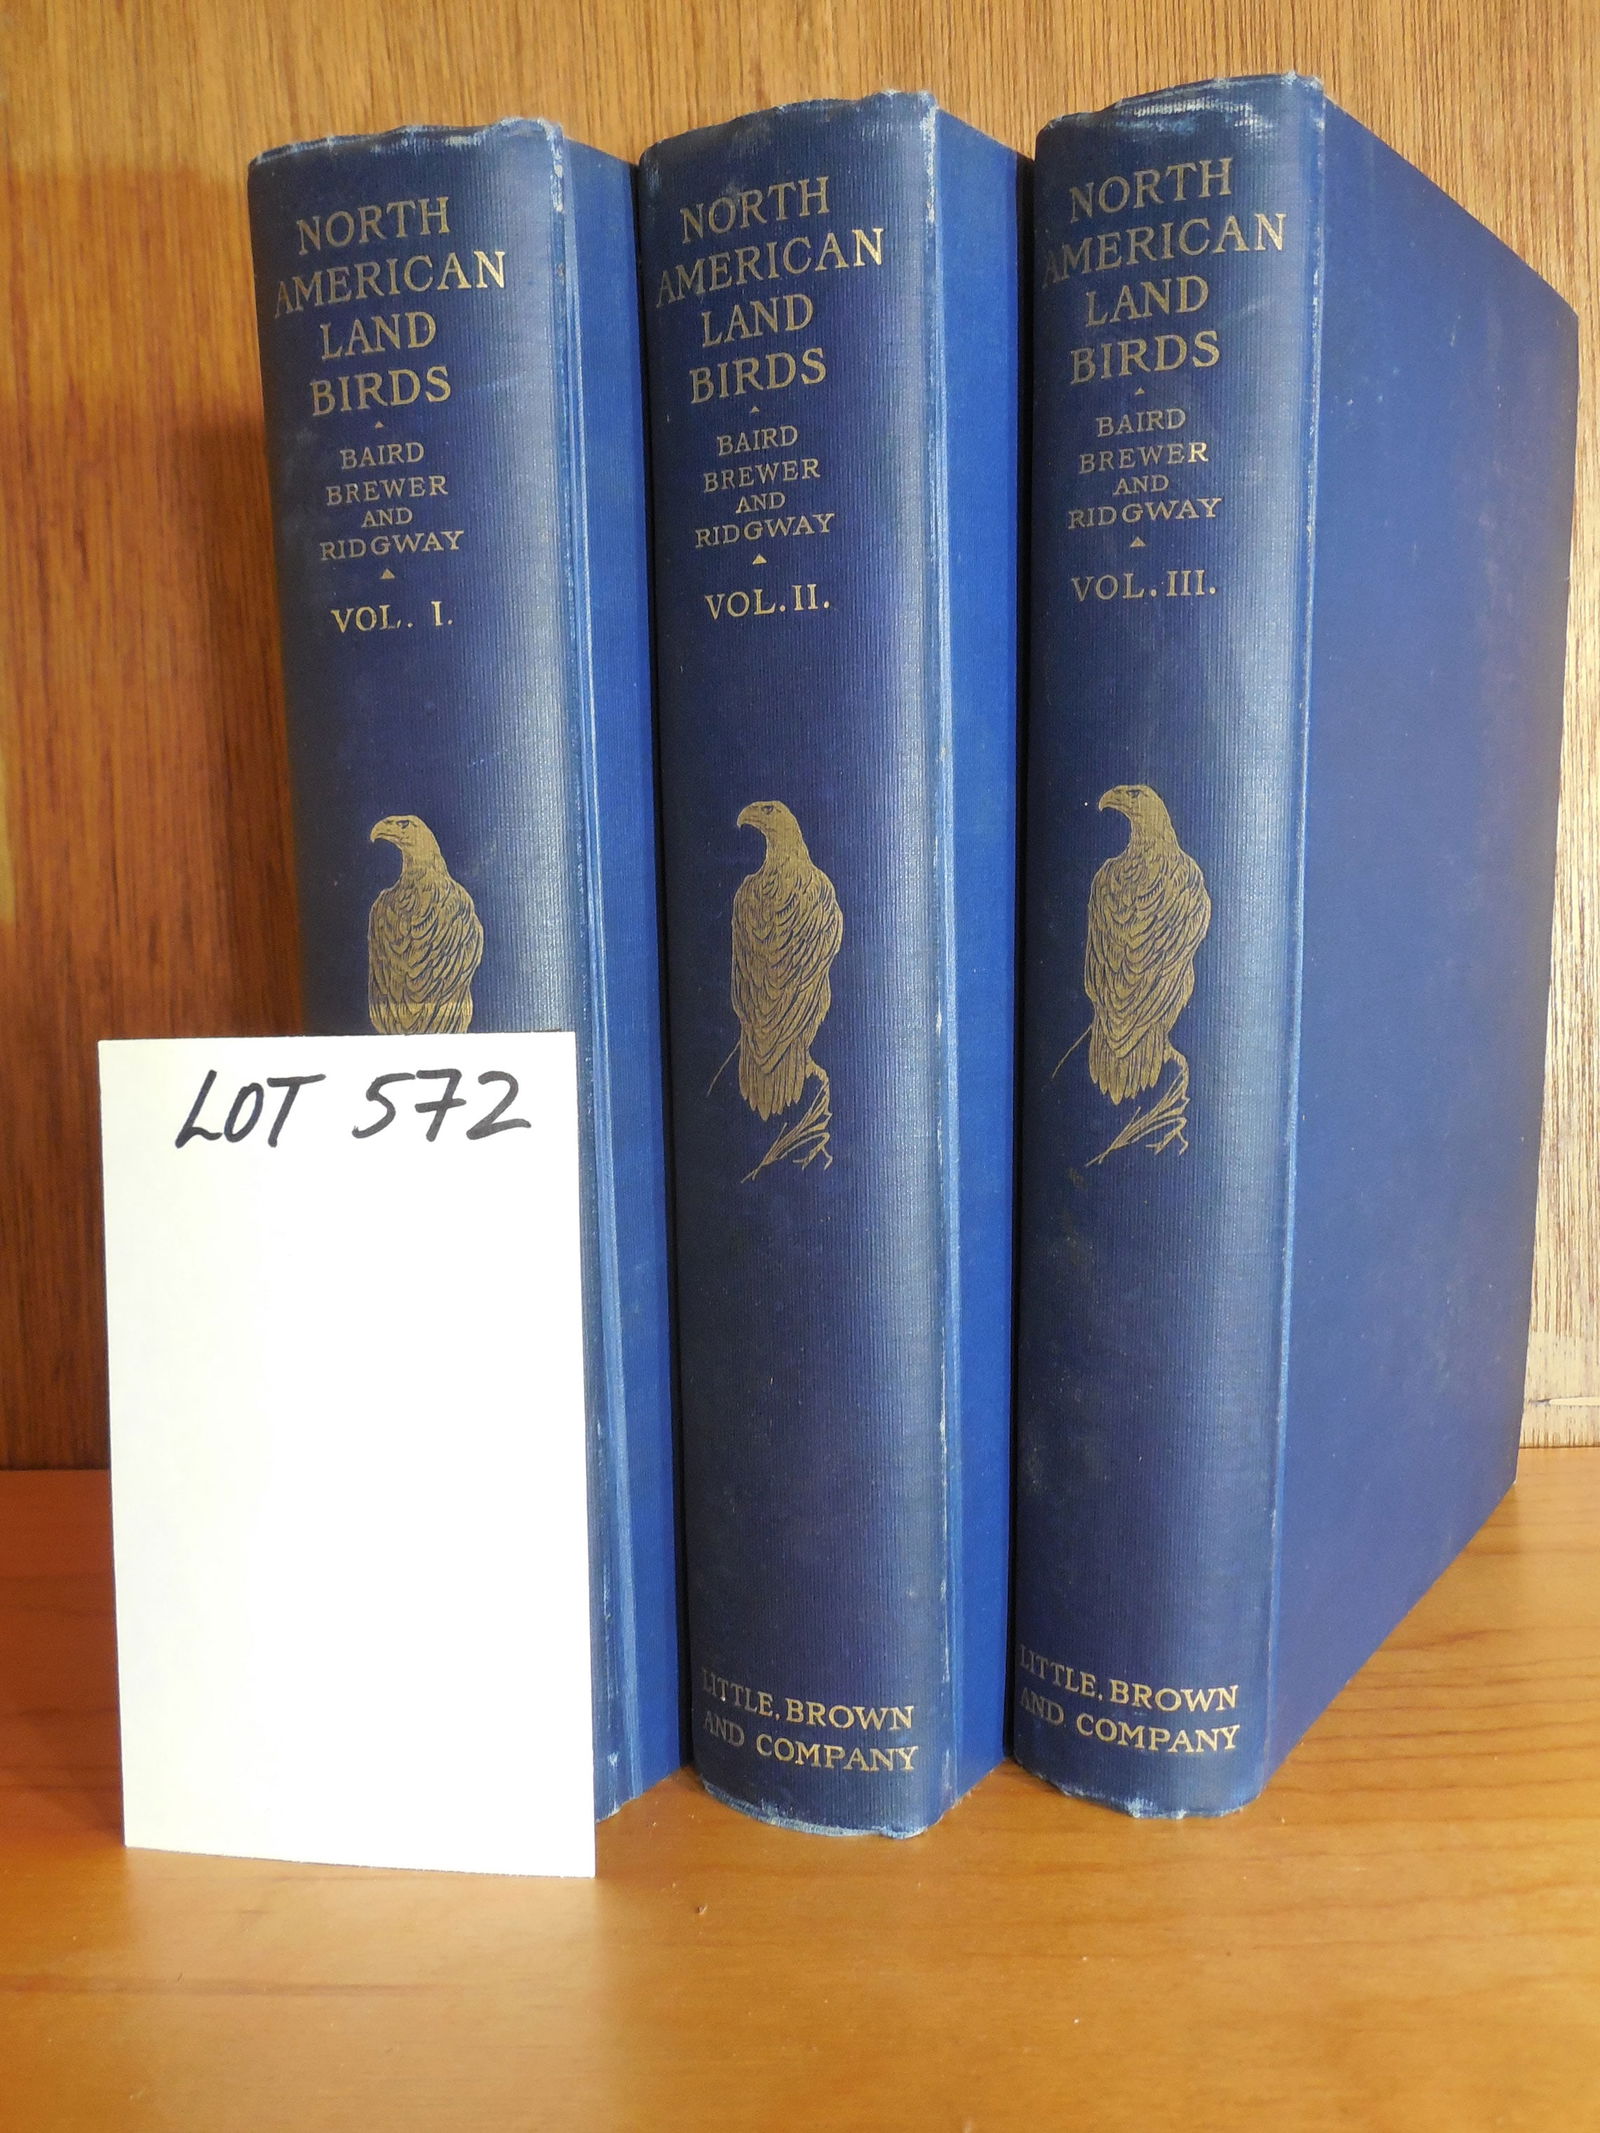 NORTH
AMERICAN
LAND
BIRDS
BAIRD
BREWER
AND
RIDGWAY
VOL. I.
NORTH
AMERICAN
LAND
BIRDS
BAIRD
BREWER
AND
RIDGWAY
VOL. II.
LITTLE, BROWN
AND COMPANY
NORTH
AMERICAN
LAND
BIRDS
BAIRD
BREWER
AND
RIDGWAY
VOL. III.
LITTLE, BROWN
AND COMPANY
LOT 572